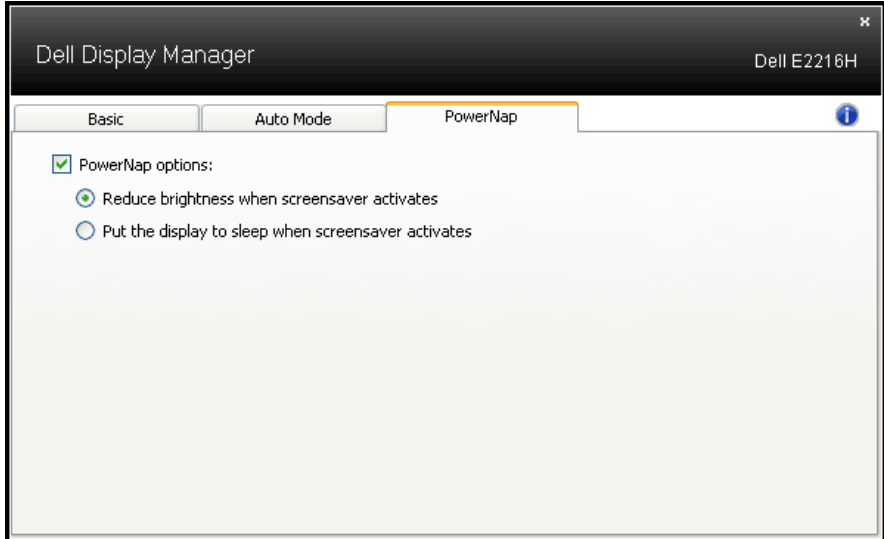 Dell Display Manager
Dell E2216H
Basic
Auto Mode
PowerNap
PowerNap options:
Reduce brightness when screensaver activates
Put the display to sleep when screensaver activates